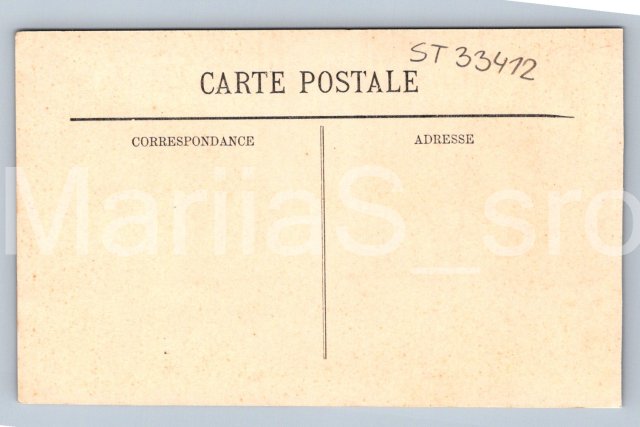 ST 33412
CARTE POSTALE
CORRESPONDANCE
ADRESSE
MariiaS_sro